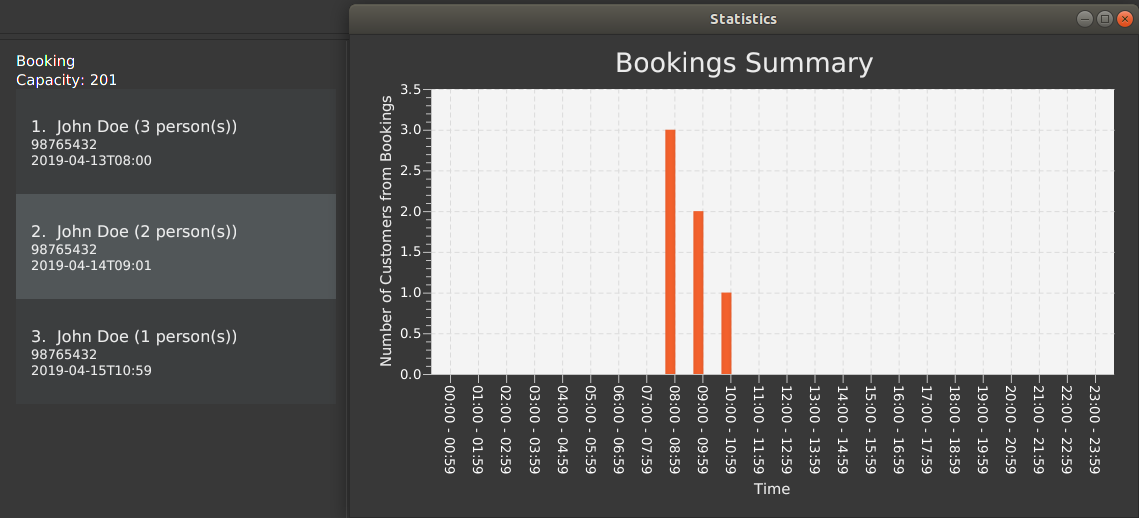 Statistics
Booking
Capacity: 201
1. John Doe (3 person(s))
98765432
2019-04-13T08:00
2. John Doe (2 person(s))
98765432
2019-04-14T09:01
3. John Doe (1 person(s))
98765432
2019-04-15T10:59
Bookings Summary
Number of Customers from Bookings
3.5
3.0
2.5
2.0
1.5
1.0
0.5
0.0
00:00 - 00:59
01:00 - 01:59
02:00 - 02:59
03:00 - 03:59
04:00 - 04:59
05:00 - 05:59
06:00 - 06:59
07:00 - 07:59
08:00 - 08:59
09:00 - 09:59
10:00 - 10:59
11:00 - 11:59
12:00 - 12:59
13:00 - 13:59
14:00 - 14:59
15:00 - 15:59
16:00 - 16:59
17:00 - 17:59
18:00 - 18:59
19:00 - 19:59
20:00 - 20:59
21:00 - 21:59
22:00 - 22:59
23:00 - 23:59
Time